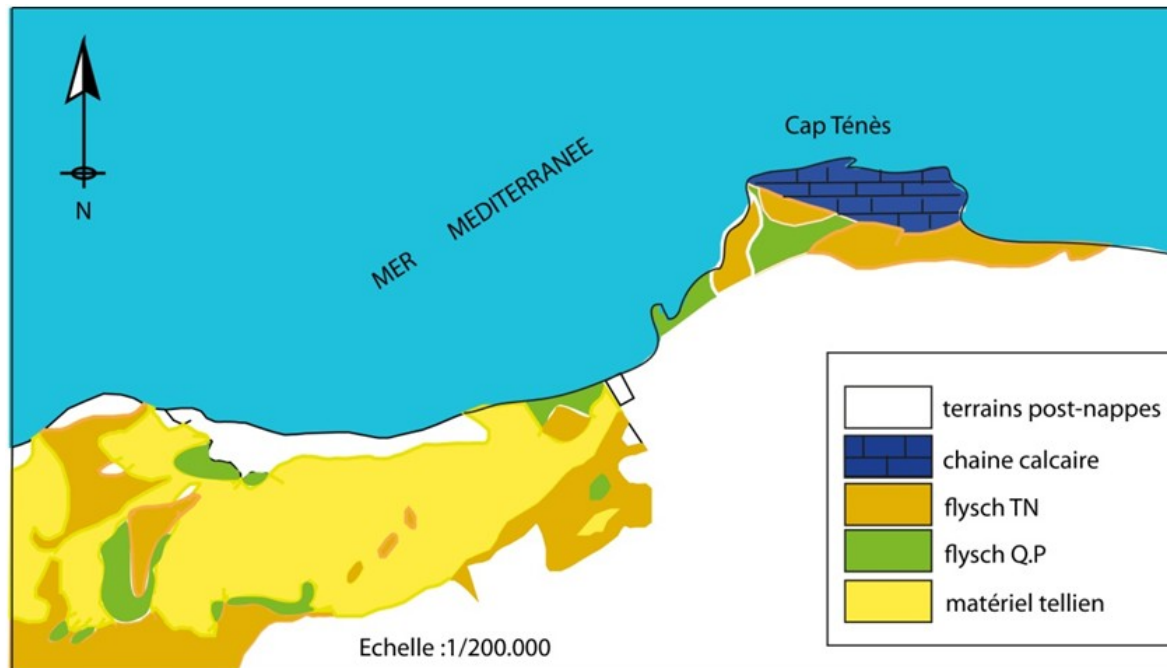 Cap Ténès
MER MEDITERRANEE
N
terrains post-nappes
chaine calcaire
flysch TN
flysch Q.P
matériel tellien
Echelle :1/200.000